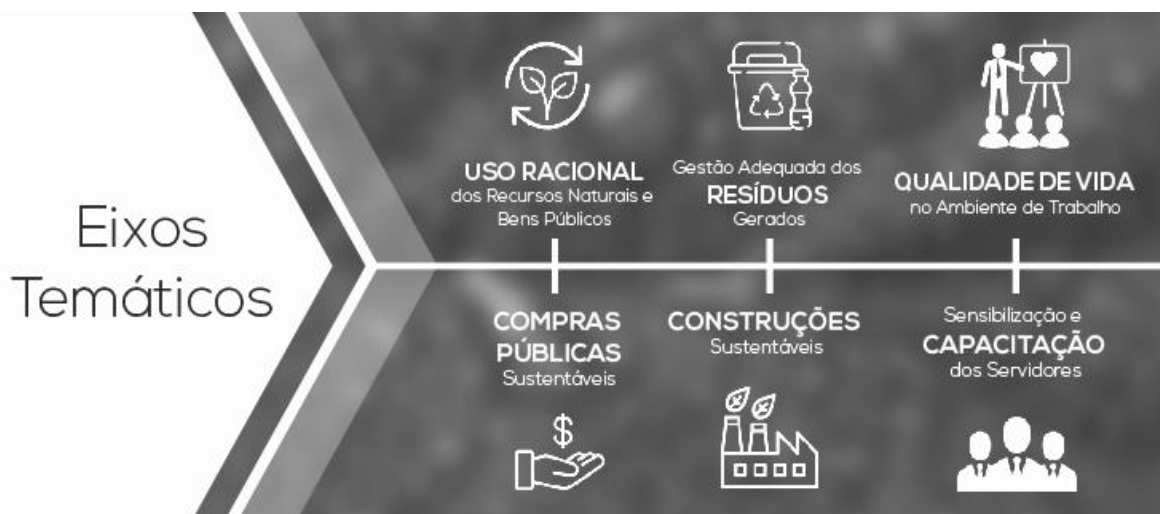 Eixos
Temáticos
USO RACIONAL
dos Recursos Naturais e
Bens Públicos
Gestão Adequada dos
RESÍDUOS
Gerados
QUALIDADE DE VIDA
no Ambiente de Trabalho
COMPRAS
PÚBLICAS
Sustentáveis
CONSTRUÇÕES
Sustentáveis
Sensibilização e
CAPACITAÇÃO
dos Servidores
$